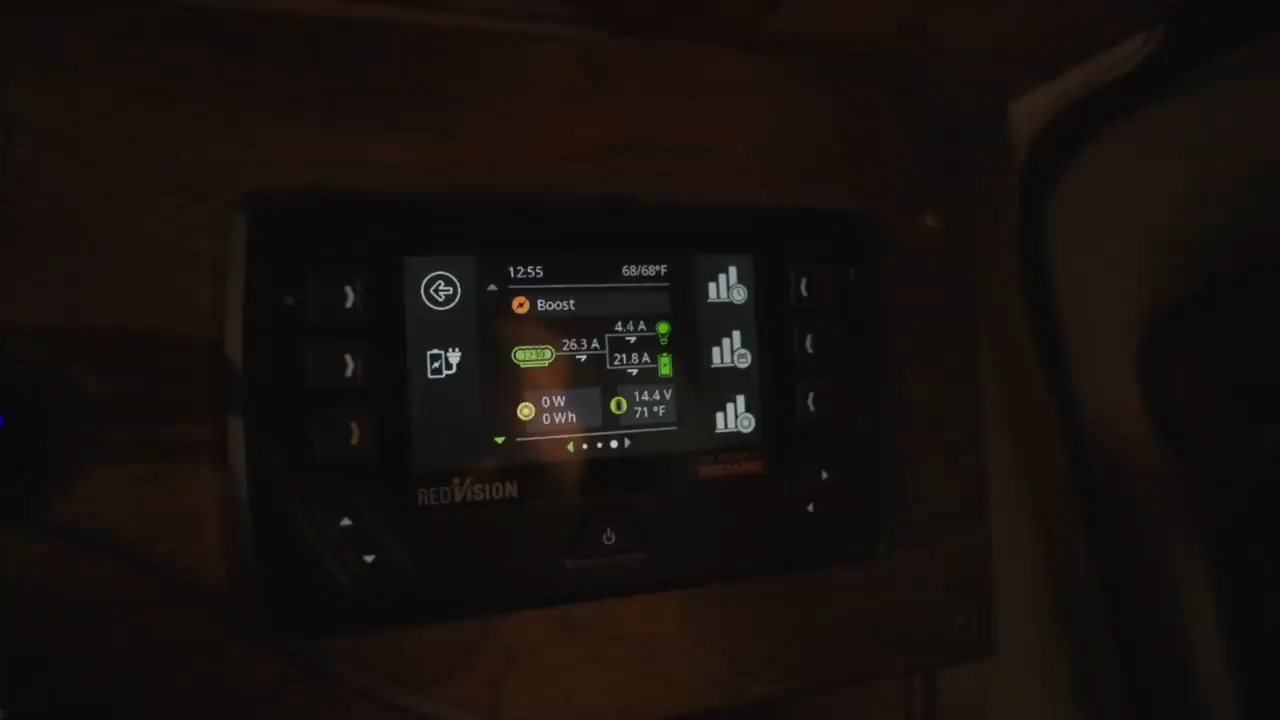 12:55 68/68°F
Boost
4.4 A
26.3 A
21.8 A
0 W
0 Wh
14.4 V
71 °F
REDVISION